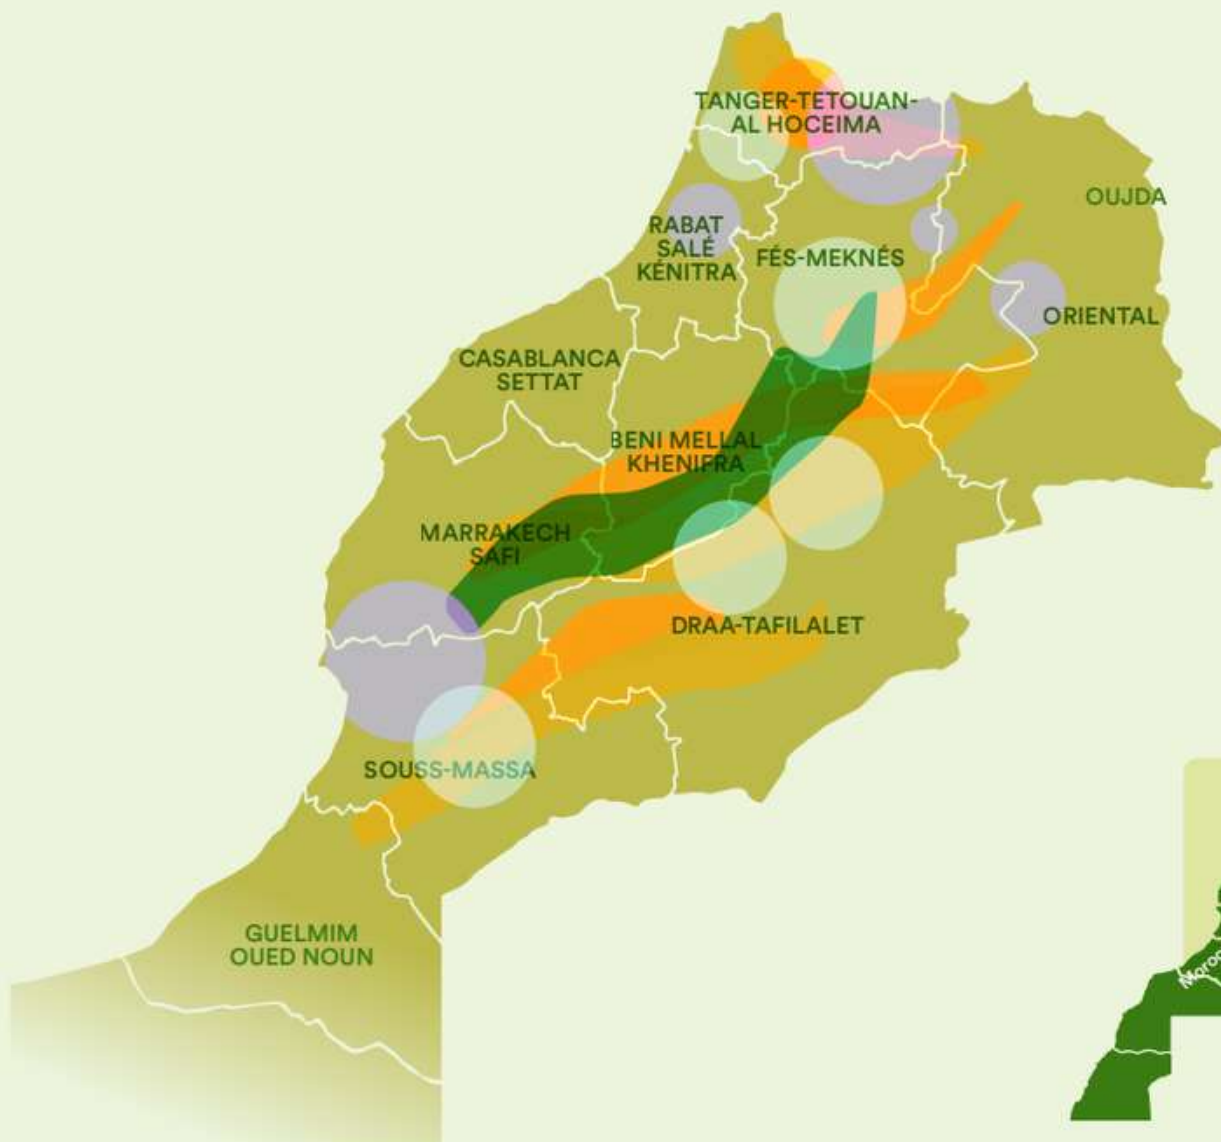 TANGER-TETOUAN-
AL HOCEIMA
OUJDA
RABAT
SALÉ
KÉNITRA
FÉS-MEKNÉS
ORIENTAL
CASABLANCA
SETTAT
BENI MELLAL
KHENIFRA
MARRAKECH
SAFI
DRAA-TAFILALET
SOUSS-MASSA
GUELMIM
OUED NOUN